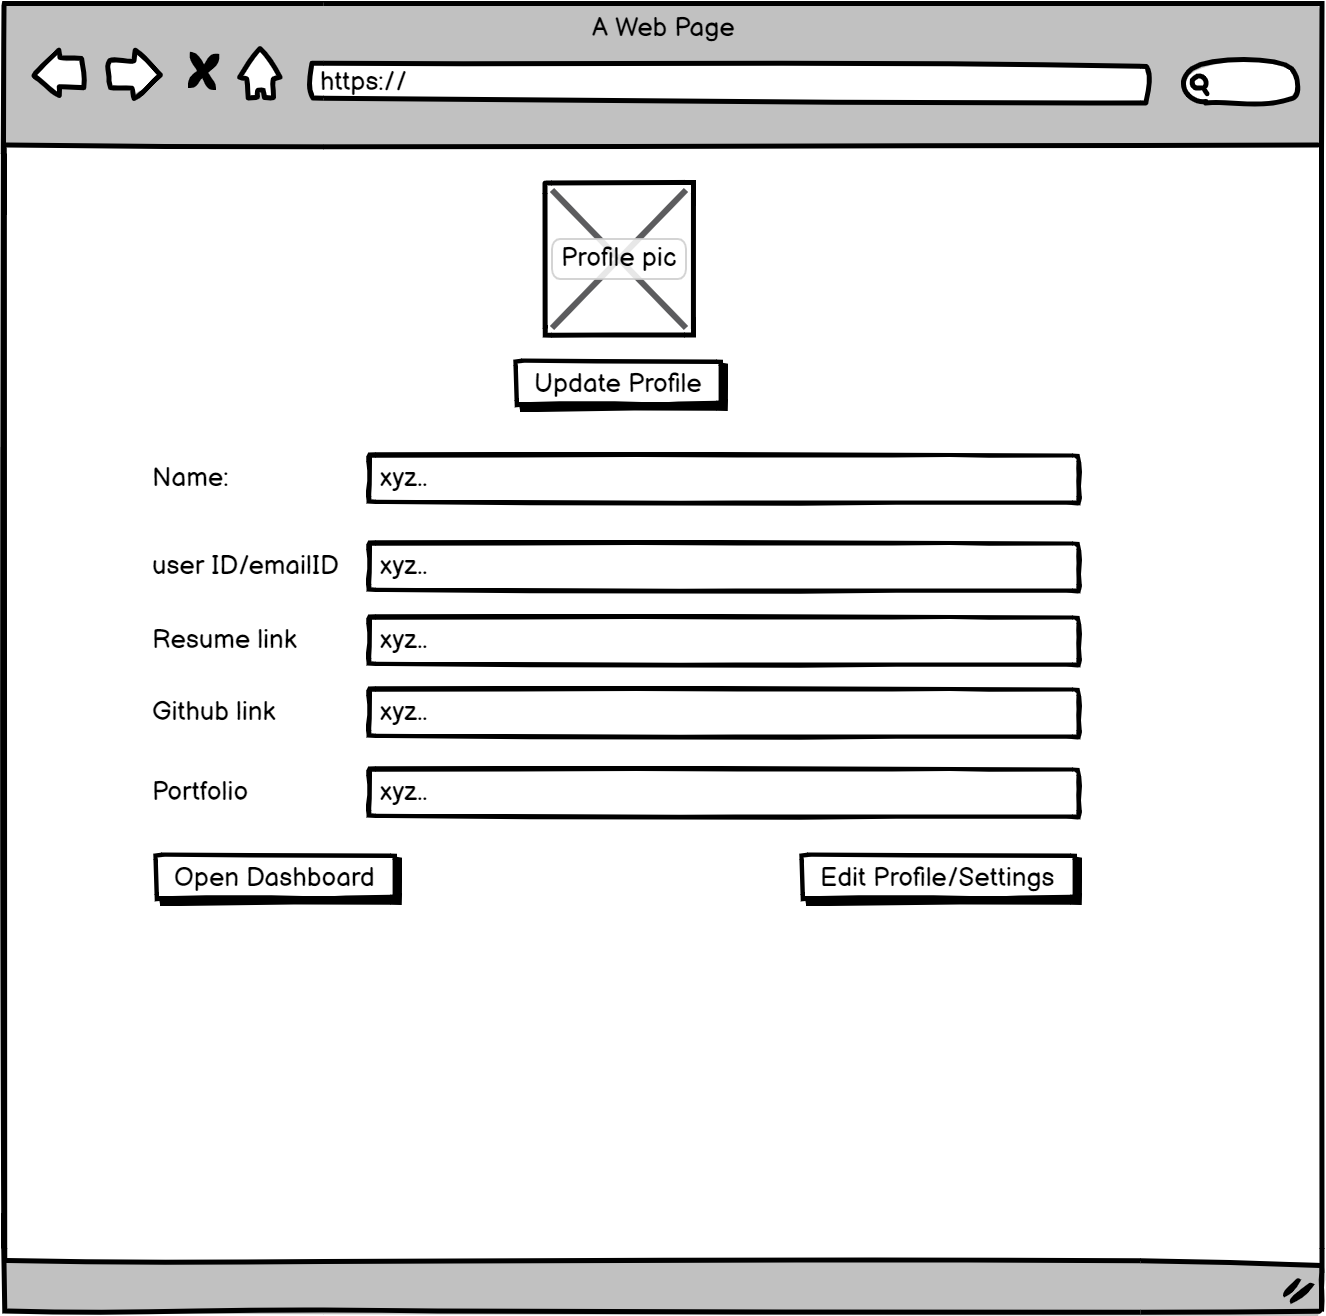 A Web Page
https://
Profile pic
Update Profile
Name:
xyz..
user ID/emailID
xyz..
Resume link
xyz..
Github link
xyz..
Portfolio
xyz..
Open Dashboard
Edit Profile/Settings